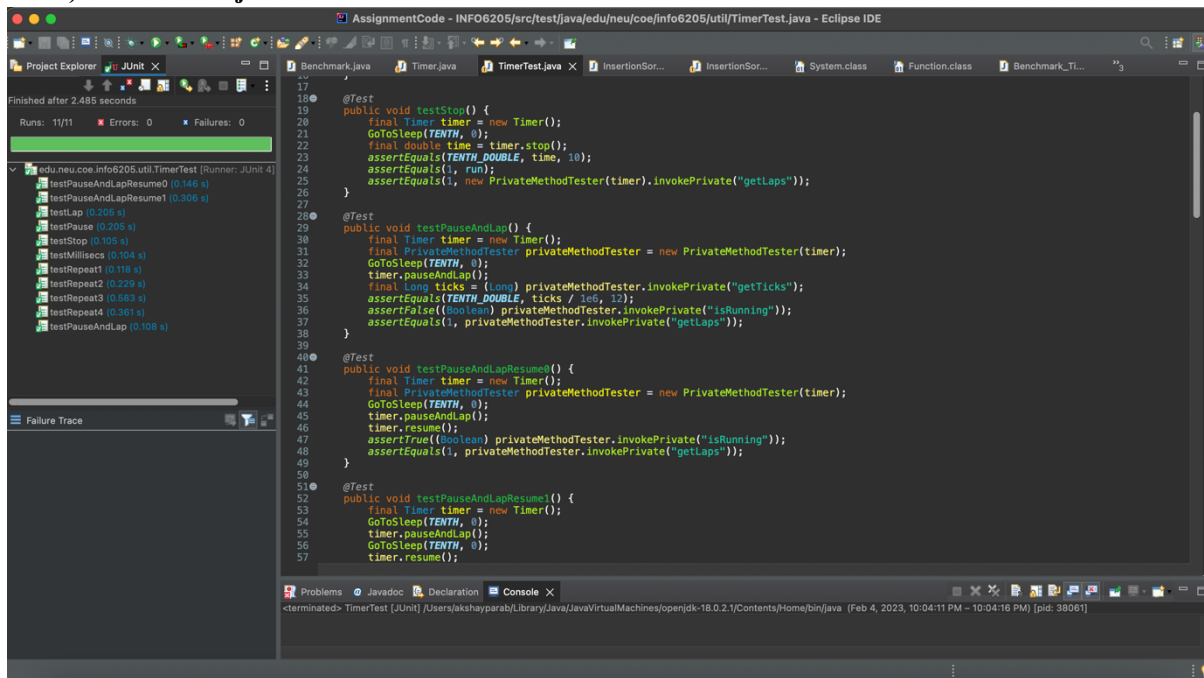 AssignmentCode - INFO6205/src/test/java/edu/neu/coe/info6205/util/TimerTest.java - Eclipse IDE
Project Explorer
JUnit
Finished after 2.485 seconds
Runs: 11/11 Errors: 0 Failures: 0
edu.neu.coe.info6205.util.TimerTest [Runner: JUnit 4]
testPauseAndLapResume0 (0.146 s)
testPauseAndLapResume1 (0.306 s)
testLap (0.205 s)
testPause (0.205 s)
testStop (0.105 s)
testMillisecs (0.104 s)
testRepeat1 (0.118 s)
testRepeat2 (0.229 s)
testRepeat3 (0.583 s)
testRepeat4 (0.361 s)
testPauseAndLap (0.108 s)
Failure Trace
Benchmark.java Timer.java TimerTest.java InsertionSor... InsertionSor... System.class Function.class Benchmark_Ti... »3
17
18 @Test
19 public void testStop() {
20 final Timer timer = new Timer();
21 GoToSleep(TENTH, 0);
22 final double time = timer.stop();
23 assertEquals(TENTH_DOUBLE, time, 10);
24 assertEquals(1, run);
25 assertEquals(1, new PrivateMethodTester(timer).invokePrivate("getLaps"));
26 }
27
28 @Test
29 public void testPauseAndLap() {
30 final Timer timer = new Timer();
31 final PrivateMethodTester privateMethodTester = new PrivateMethodTester(timer);
32 GoToSleep(TENTH, 0);
33 timer.pauseAndLap();
34 final Long ticks = (Long) privateMethodTester.invokePrivate("getTicks");
35 assertEquals(TENTH_DOUBLE, ticks / 1e6, 12);
36 assertFalse((Boolean) privateMethodTester.invokePrivate("isRunning"));
37 assertEquals(1, privateMethodTester.invokePrivate("getLaps"));
38 }
39
40 @Test
41 public void testPauseAndLapResume0() {
42 final Timer timer = new Timer();
43 final PrivateMethodTester privateMethodTester = new PrivateMethodTester(timer);
44 GoToSleep(TENTH, 0);
45 timer.pauseAndLap();
46 timer.resume();
47 assertTrue((Boolean) privateMethodTester.invokePrivate("isRunning"));
48 assertEquals(1, privateMethodTester.invokePrivate("getLaps"));
49 }
50
51 @Test
52 public void testPauseAndLapResume1() {
53 final Timer timer = new Timer();
54 GoToSleep(TENTH, 0);
55 timer.pauseAndLap();
56 GoToSleep(TENTH, 0);
57 timer.resume();
Problems Javadoc Declaration Console
<terminated> TimerTest [JUnit] /Users/akshayparab/Library/Java/JavaVirtualMachines/openjdk-18.0.2.1/Contents/Home/bin/java (Feb 4, 2023, 10:04:11 PM – 10:04:16 PM) [pid: 38061]